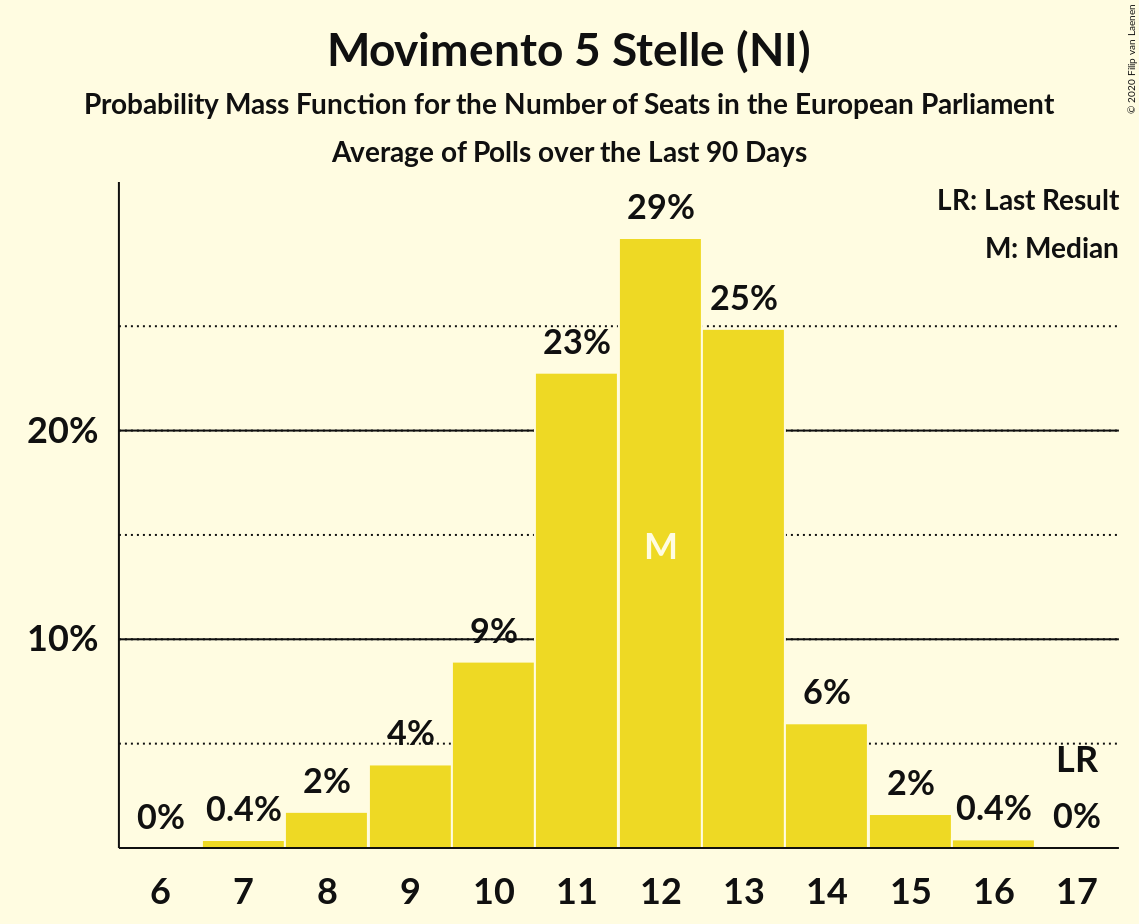 Movimento 5 Stelle (NI)
Probability Mass Function for the Number of Seats in the European Parliament
Average of Polls over the Last 90 Days
© 2020 Filip van Laenen
LR: Last Result
M: Median
20%
10%
0%
0.4%
2%
4%
9%
23%
29%
25%
6%
2%
0.4%
0%
LR
M
6 7 8 9 10 11 12 13 14 15 16 17